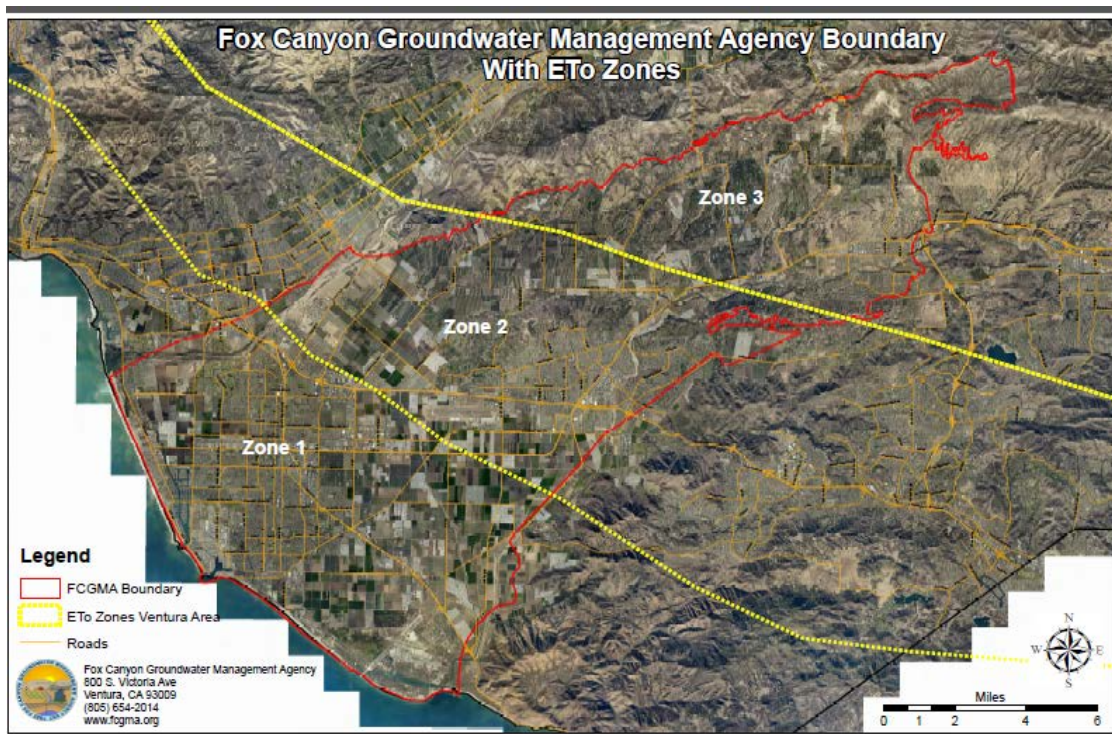 Fox Canyon Groundwater Management Agency Boundary
With ETo Zones
Zone 3
Zone 2
Zone 1
Legend
FCGMA Boundary
ETo Zones Ventura Area
Roads
Fox Canyon Groundwater Management Agency
800 S. Victoria Ave
Ventura, CA 93009
(805) 654-2014
www.fcgma.org
N
W E
S
Miles
0 1 2 4 6